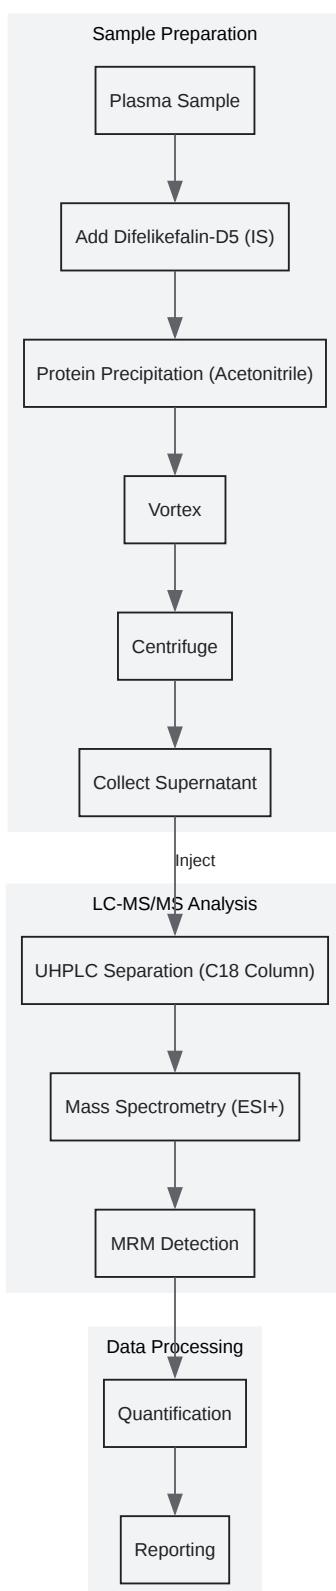 Sample Preparation
Plasma Sample
Add Difelikefalin-D5 (IS)
Protein Precipitation (Acetonitrile)
Vortex
Centrifuge
Collect Supernatant
Inject
LC-MS/MS Analysis
UHPLC Separation (C18 Column)
Mass Spectrometry (ESI+)
MRM Detection
Data Processing
Quantification
Reporting